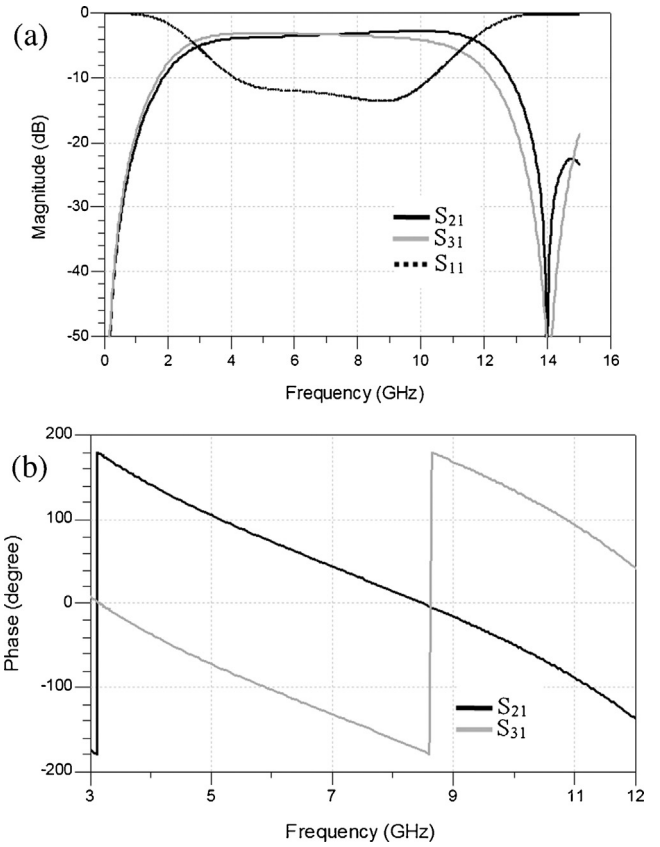 (a)
Magnitude (dB)
0
-10
-20
-30
-40
-50
S21
S31
S11
0 2 4 6 8 10 12 14 16
Frequency (GHz)
(b)
Phase (degree)
200
100
0
-100
-200
S21
S31
3 5 7 9 11 12
Frequency (GHz)